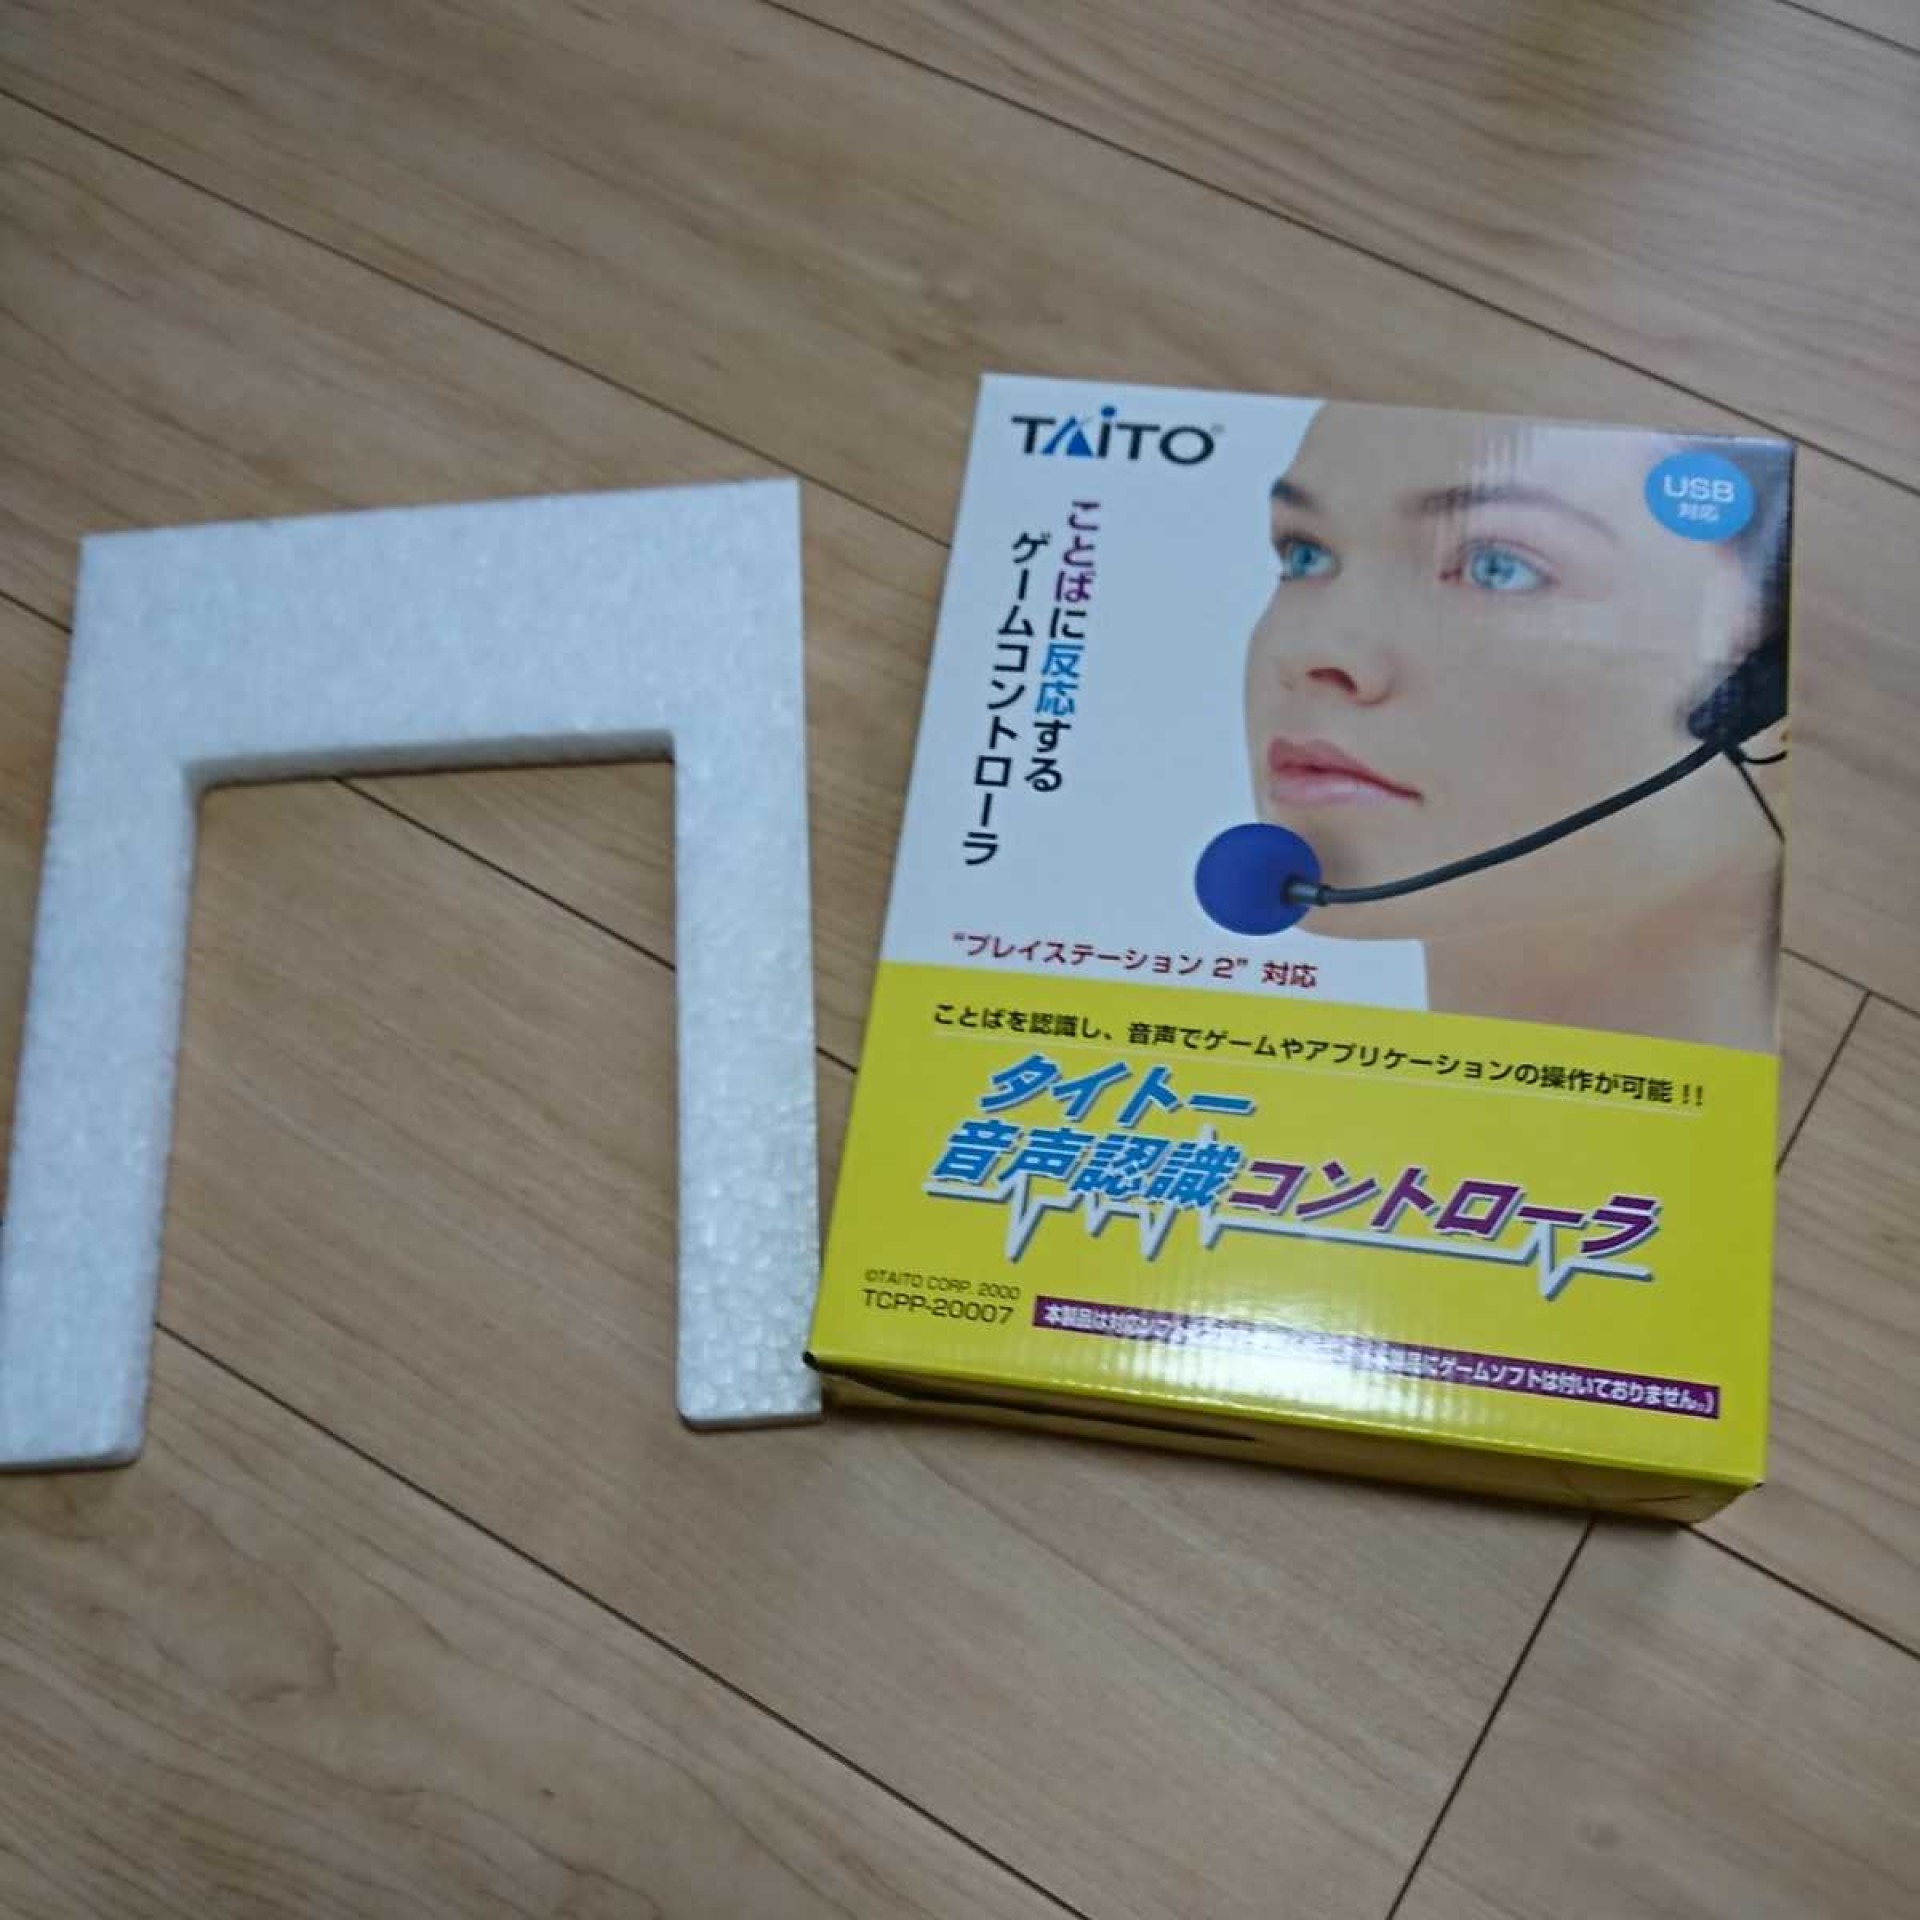 TAITO
USB
対応
ことばに反応する
ゲームコントローラ
“プレイステーション 2” 対応
ことばを認識し、音声でゲームやアプリケーションの操作が可能 !!
タイトー
音声認識コントローラ
©TAITO CORP. 2000
TCPP-20007
本製品は対応ソフ 製品にゲームソフトは付いておりません。)